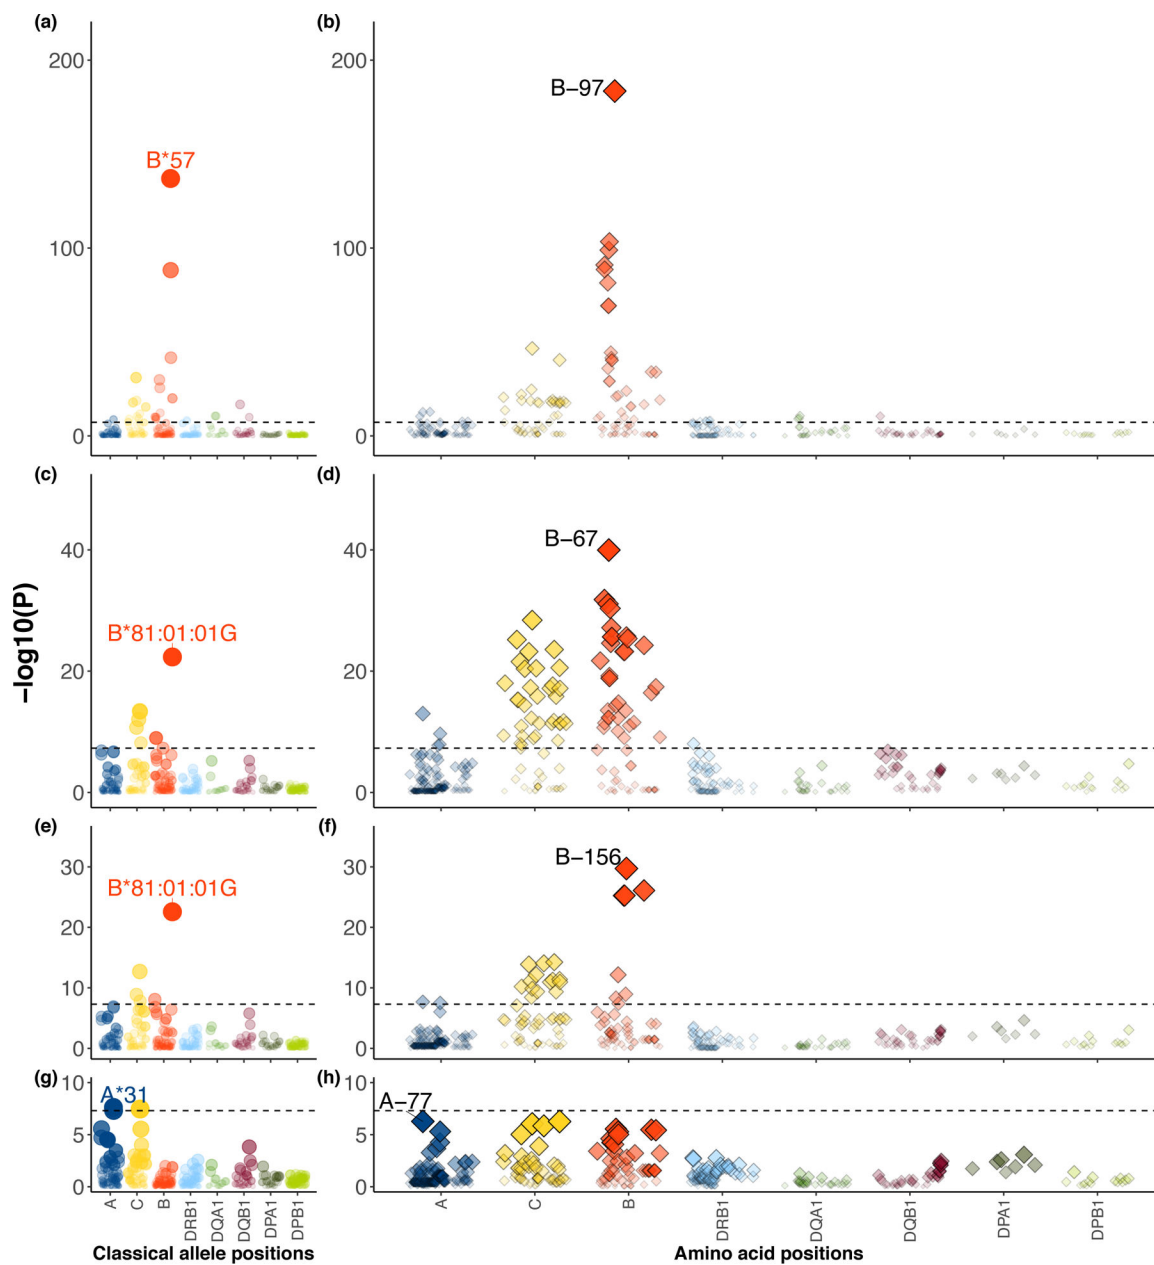 (a)
(b)
200
100
0
B*57
200
100
0
B−97
(c)
(d)
40
20
0
B*81:01:01G
40
20
0
B−67
−log10(P)
(e)
(f)
30
20
10
0
B*81:01:01G
30
20
10
0
B−156
(g)
(h)
10
5
0
A*31
10
5
0
A−77
A
C
B
DRB1
DQA1
DQB1
DPA1
DPB1
A
C
B
DRB1
DQA1
DQB1
DPA1
DPB1
Classical allele positions
Amino acid positions